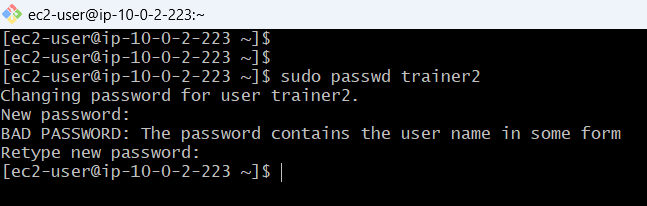 ec2-user@ip-10-0-2-223:~
[ec2-user@ip-10-0-2-223 ~]$
[ec2-user@ip-10-0-2-223 ~]$
[ec2-user@ip-10-0-2-223 ~]$ sudo passwd trainer2
Changing password for user trainer2.
New password:
BAD PASSWORD: The password contains the user name in some form
Retype new password:
[ec2-user@ip-10-0-2-223 ~]$